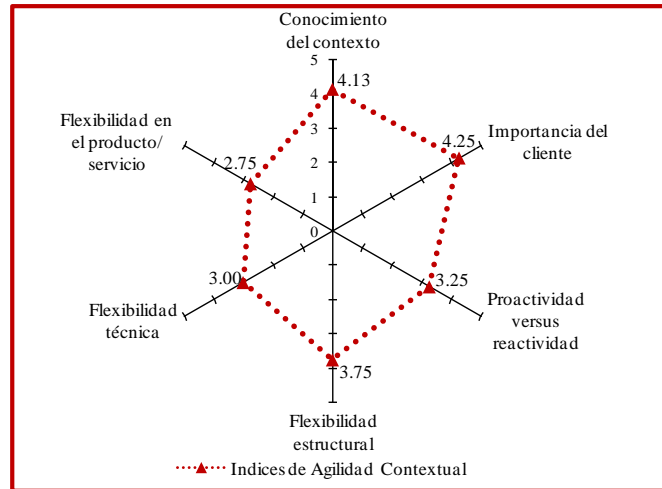 Conocimiento
del contexto
5
4.13
4
Flexibilidad en
el producto/
servicio
Importancia del
cliente
4.25
3
2.75
2
1
0
3.00
3.25
Flexibilidad
técnica
Proactividad
versus
reactividad
3.75
Flexibilidad
estructural
Indices de Agilidad Contextual